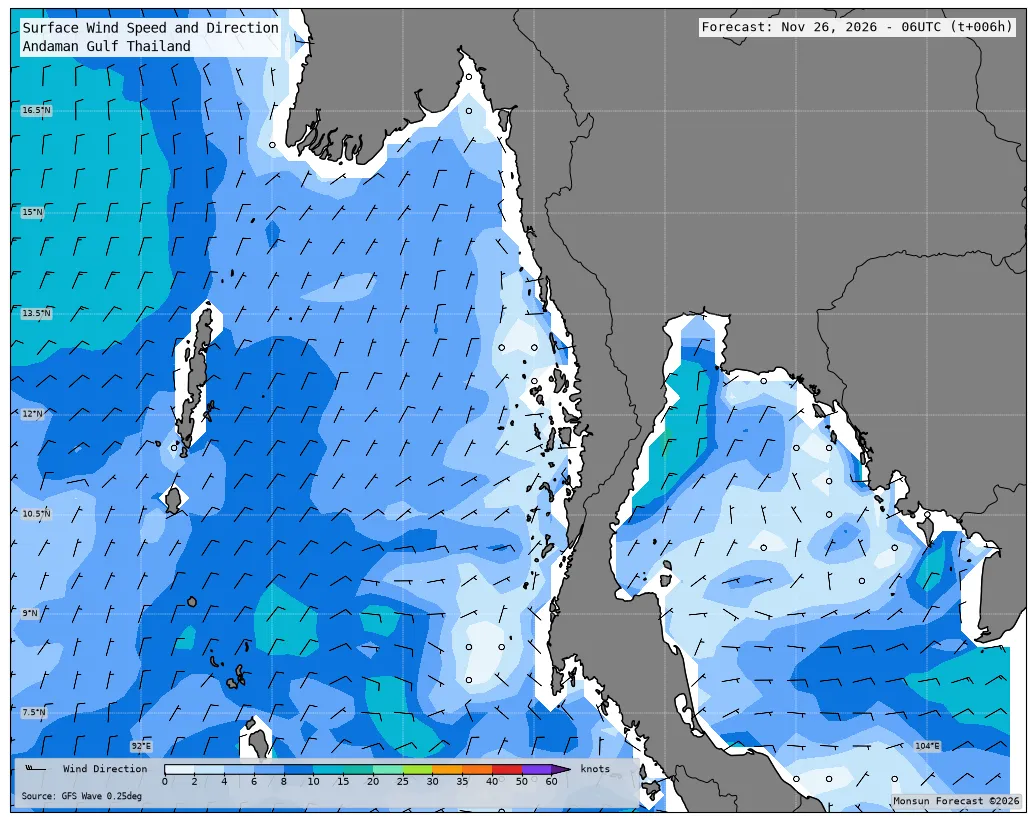 Surface Wind Speed and Direction
Andaman Gulf Thailand
Forecast: Nov 26, 2026 - 06UTC (t+006h)
16.5°N
15°N
13.5°N
12°N
10.5°N
9°N
7.5°N
92°E
104°E
Wind Direction
knots
0 2 4 6 8 10 15 20 25 30 35 40 50 60
Source: GFS Wave 0.25deg
Monsun Forecast ©2026